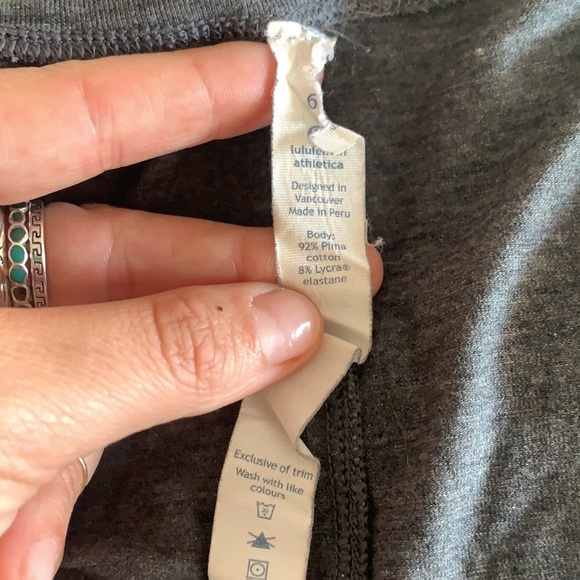 6
athletica
Designed in
Vancouver
Made in Peru
Body:
92% Pima
cotton
8% Lycra®
elastane
Exclusive of trim
Wash with like
colours